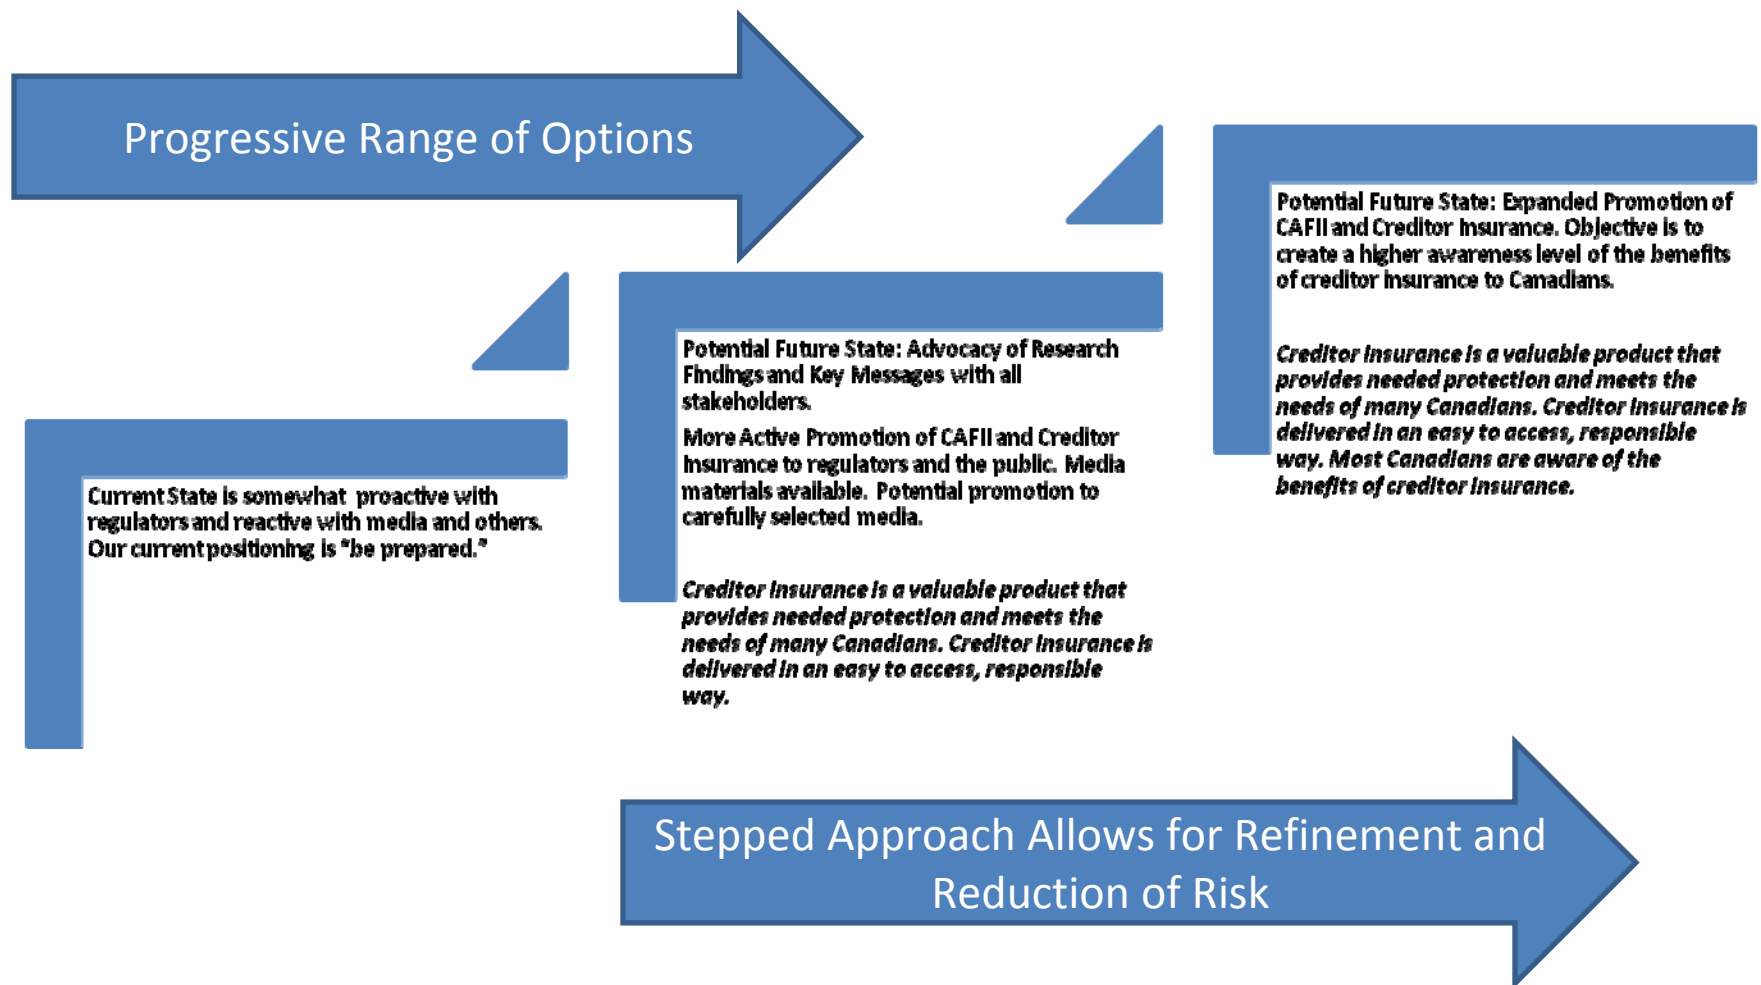 Progressive Range of Options
Current State is somewhat proactive with
regulators and reactive with media and others.
Our current positioning is "be prepared."
Potential Future State: Advocacy of Research
Findings and Key Messages with all
stakeholders.
More Active Promotion of CAFII and Creditor
Insurance to regulators and the public. Media
materials available. Potential promotion to
carefully selected media.
Creditor Insurance is a valuable product that
provides needed protection and meets the
needs of many Canadians. Creditor Insurance is
delivered in an easy to access, responsible
way.
Potential Future State: Expanded Promotion of
CAFII and Creditor Insurance. Objective is to
create a higher awareness level of the benefits
of creditor insurance to Canadians.
Creditor Insurance is a valuable product that
provides needed protection and meets the
needs of many Canadians. Creditor Insurance is
delivered in an easy to access, responsible
way. Most Canadians are aware of the
benefits of creditor insurance.
Stepped Approach Allows for Refinement and
Reduction of Risk